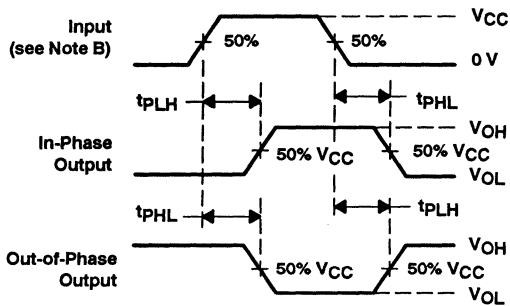 Input
(see Note B)
50%
50%
VCC
0 V
tPLH
tPHL
In-Phase
Output
50% VCC
50% VCC
VOH
VOL
tPHL
tPLH
Out-of-Phase
Output
50% VCC
50% VCC
VOH
VOL